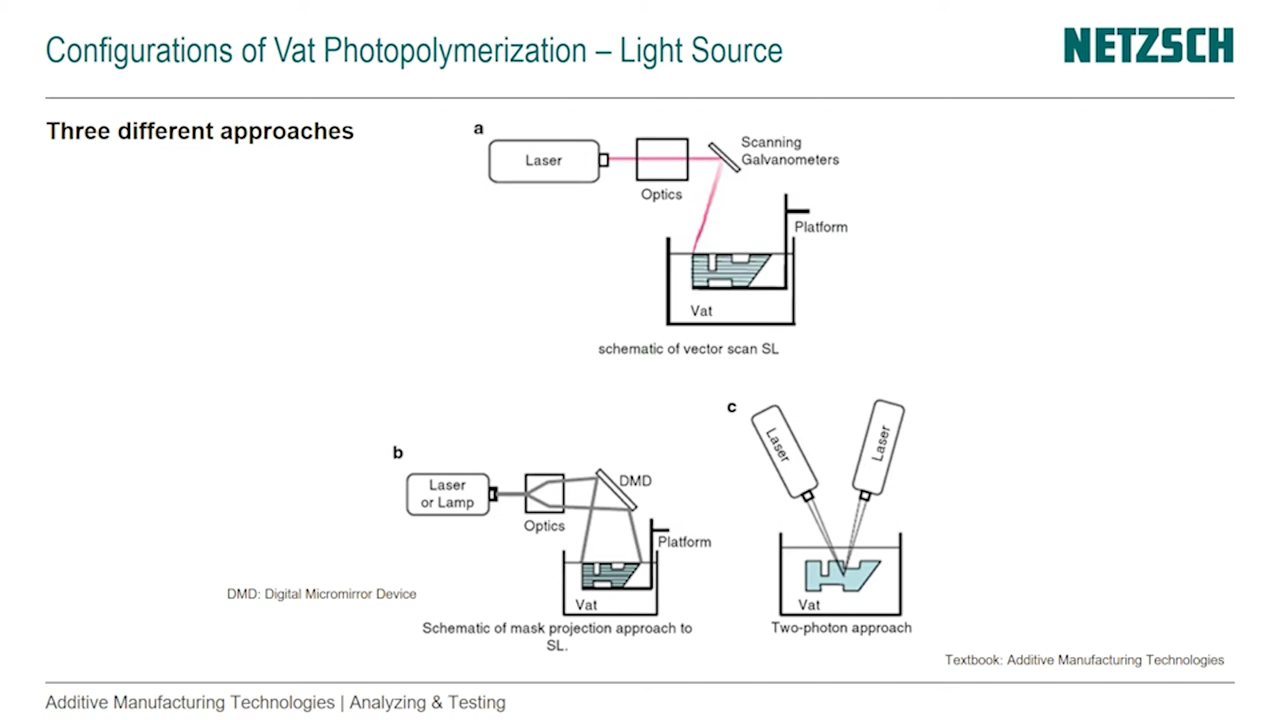 Configurations of Vat Photopolymerization – Light Source
NETZSCH
Three different approaches
a
Laser
Optics
Scanning
Galvanometers
Platform
Vat
schematic of vector scan SL
b
Laser
or Lamp
Optics
DMD
Platform
Vat
DMD: Digital Micromirror Device
Schematic of mask projection approach to
SL.
c
Laser
Laser
Vat
Two-photon approach
Textbook: Additive Manufacturing Technologies
Additive Manufacturing Technologies | Analyzing & Testing